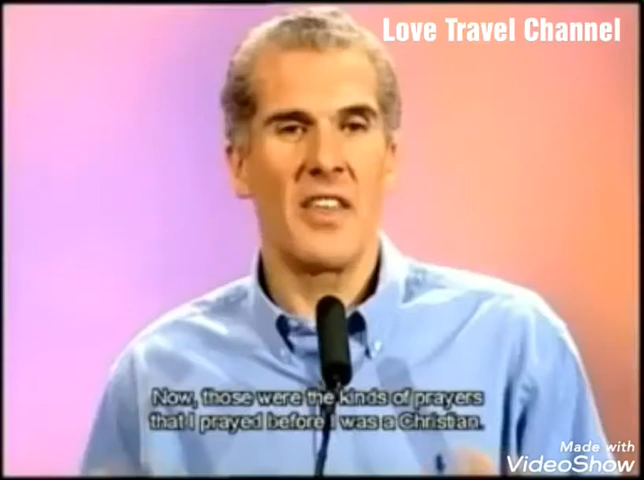 Love Travel Channel
Now, those were the kinds of prayers
that I prayed before I was a Christian.
Made with
VideoShow